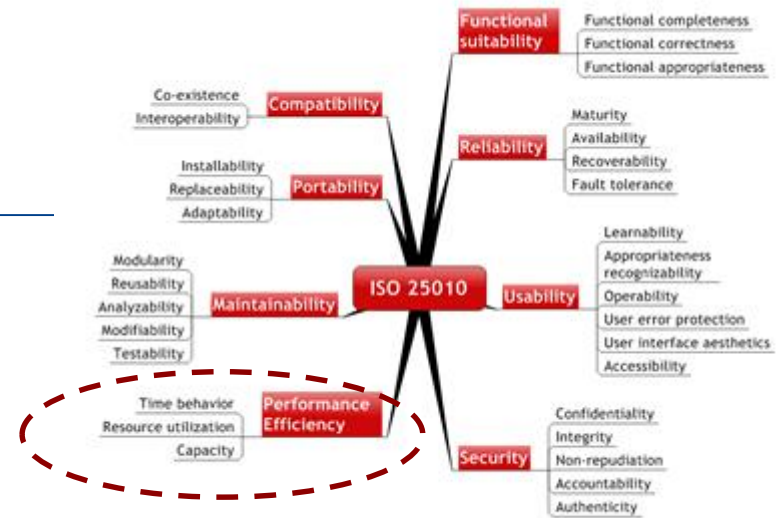 Functional
suitability
Functional completeness
Functional correctness
Functional appropriateness
Co-existence
Interoperability
Compatibility
Reliability
Maturity
Availability
Recoverability
Fault tolerance
Installability
Replaceability
Adaptability
Portability
ISO 25010
Usability
Learnability
Appropriateness
recognizability
Operability
User error protection
User interface aesthetics
Accessibility
Modularity
Reusability
Analyzability
Modifiability
Testability
Maintainability
Time behavior
Resource utilization
Capacity
Performance
Efficiency
Security
Confidentiality
Integrity
Non-repudiation
Accountability
Authenticity